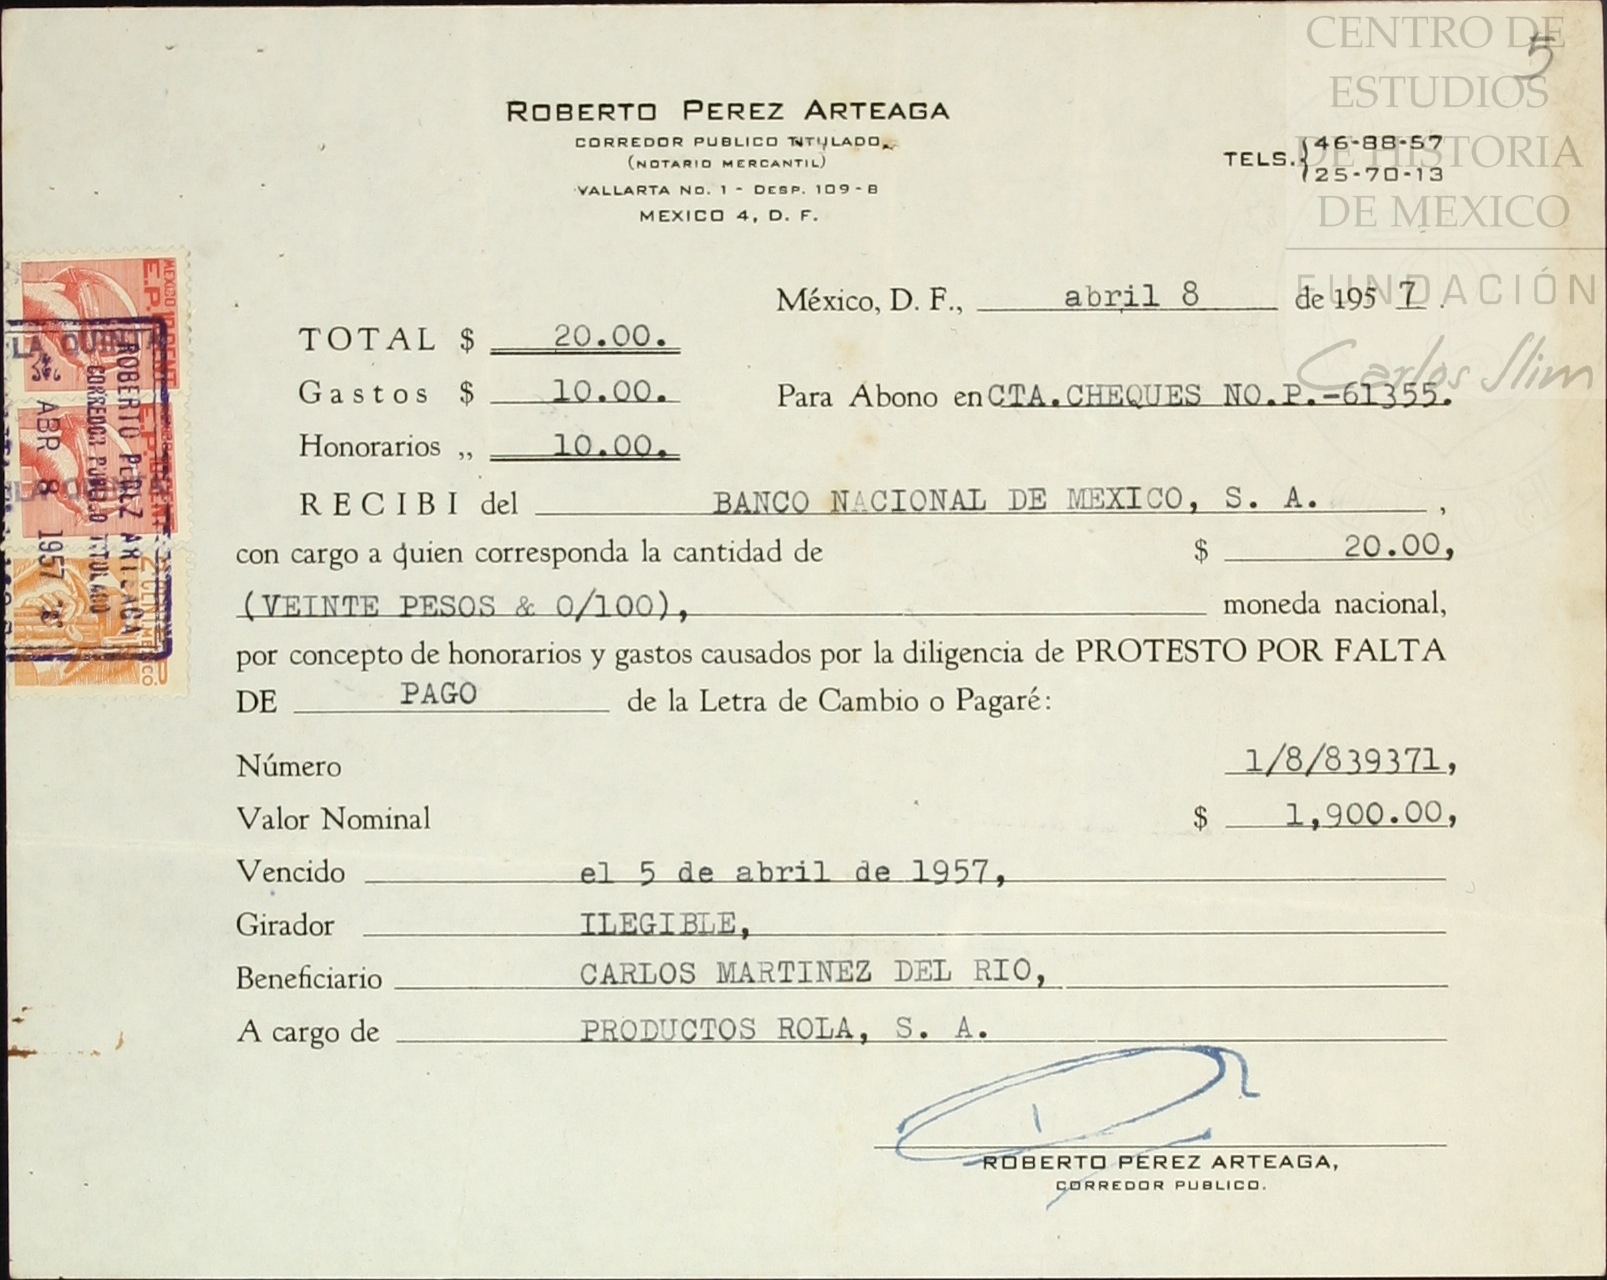 CENTRO DE
ESTUDIOS
DE HISTORIA
DE MEXICO
FUNDACIÓN
Carlos Slim
5
ROBERTO PEREZ ARTEAGA
CORREDOR PUBLICO TITULADO
(NOTARIO MERCANTIL)
VALLARTA NO. 1 - DESP. 109-B
MEXICO 4, D. F.
TELS. 46-88-57
25-70-13
México, D. F., abril 8 de 1957.
TOTAL $ 20.00.
Gastos $ 10.00.
Para Abono en CTA.CHEQUES NO.P.-61355.
Honorarios „ 10.00.
RECIBI del BANCO NACIONAL DE MEXICO, S. A. ,
con cargo a quien corresponda la cantidad de $ 20.00,
(VEINTE PESOS & 0/100), moneda nacional,
por concepto de honorarios y gastos causados por la diligencia de PROTESTO POR FALTA
DE PAGO de la Letra de Cambio o Pagaré:
Número 1/8/839371,
Valor Nominal $ 1,900.00,
Vencido el 5 de abril de 1957,
Girador ILEGIBLE,
Beneficiario CARLOS MARTINEZ DEL RIO,
A cargo de PRODUCTOS ROLA, S. A.
ROBERTO PEREZ ARTEAGA,
CORREDOR PUBLICO.
ROBERTO PEREZ ARTEAGA
CORREDOR PUBLICO TITULADO
ABR 8 1957
LA QUINTA
MEXICO